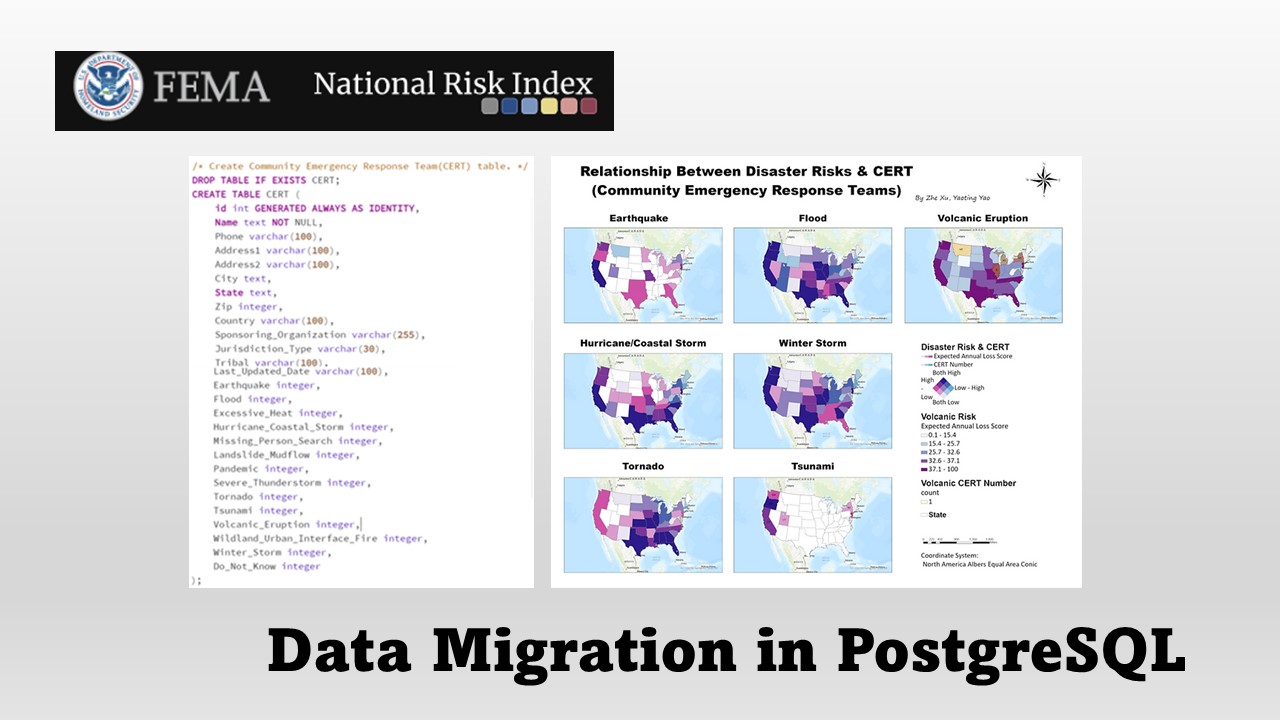 FEMA
National Risk Index
/* Create Community Emergency Response Team(CERT) table. */
DROP TABLE IF EXISTS CERT;
CREATE TABLE CERT (
id int GENERATED ALWAYS AS IDENTITY,
Name text NOT NULL,
Phone varchar(100),
Address1 varchar(100),
Address2 varchar(100),
City text,
State text,
Zip integer,
Country varchar(100),
Sponsoring_Organization varchar(255),
Jurisdiction_Type varchar(30),
Tribal varchar(100),
Last_Updated_Date varchar(100),
Earthquake integer,
Flood integer,
Excessive_Heat integer,
Hurricane_Coastal_Storm integer,
Missing_Person_Search integer,
Landslide_Mudflow integer,
Pandemic integer,
Severe_Thunderstorm integer,
Tornado integer,
Tsunami integer,
Volcanic_Eruption integer,
Wildland_Urban_Interface_Fire integer,
Winter_Storm integer,
Do_Not_Know integer
);
Relationship Between Disaster Risks & CERT
(Community Emergency Response Teams)
By Zhe Xu, Yaoting Yao
Earthquake
Flood
Volcanic Eruption
Hurricane/Coastal Storm
Winter Storm
Tornado
Tsunami
Disaster Risk & CERT
Expected Annual Loss Score
CERT Number
Both High
High
-
Low
Low - High
Both Low
Volcanic Risk
Expected Annual Loss Score
0.1 - 15.4
15.4 - 25.7
25.7 - 32.6
32.6 - 37.1
37.1 - 100
Volcanic CERT Number
count
1
State
Coordinate System:
North America Albers Equal Area Conic
Data Migration in PostgreSQL